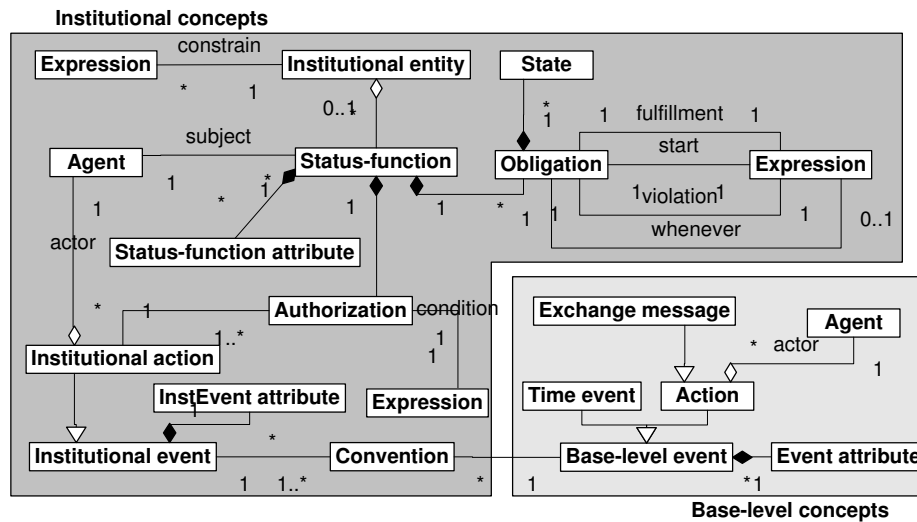 Institutional concepts
constrain
Expression
Institutional entity
State
*
1
0..1
*
*
1
1
fulfillment
1
subject
start
Agent
Status-function
Obligation
Expression
1
*
*
1
1
violation
1
*
1
1
*
1
1
1
0..1
1
whenever
actor
Status-function attribute
Authorization
condition
Exchange message
Agent
*
1
1..*
1
1
*
actor
1
Institutional action
InstEvent attribute
Time event
Action
1
Expression
*
Institutional event
Convention
Base-level event
Event attribute
1
1..*
*
1
*
1
Base-level concepts